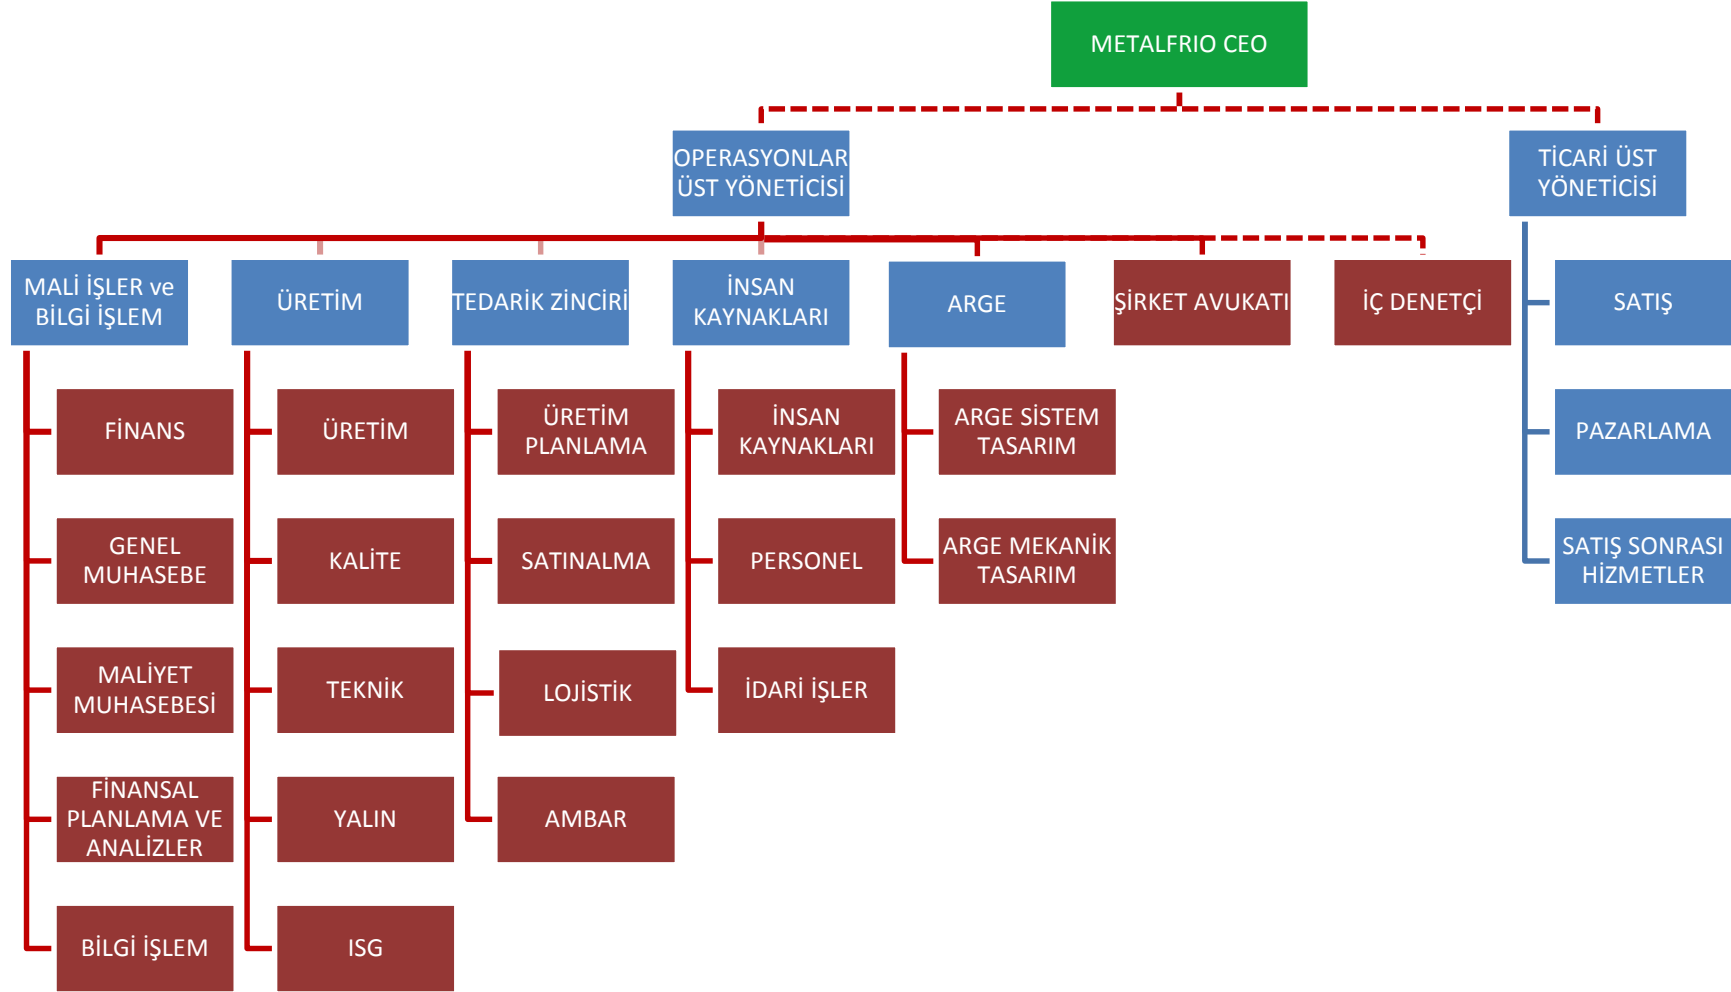 METALFRIO CEO
OPERASYONLAR
ÜST YÖNETİCİSİ
TİCARİ ÜST
YÖNETİCİSİ
MALİ İŞLER ve
BİLGİ İŞLEM
ÜRETİM
TEDARİK ZİNCİRİ
İNSAN
KAYNAKLARI
ARGE
ŞİRKET AVUKATI
İÇ DENETÇİ
SATIŞ
FİNANS
ÜRETİM
ÜRETİM
PLANLAMA
İNSAN
KAYNAKLARI
ARGE SİSTEM
TASARIM
PAZARLAMA
GENEL
MUHASEBE
KALİTE
SATINALMA
PERSONEL
ARGE MEKANİK
TASARIM
SATIŞ SONRASI
HİZMETLER
MALİYET
MUHASEBESİ
TEKNİK
LOJİSTİK
İDARİ İŞLER
FİNANSAL
PLANLAMA VE
ANALİZLER
YALIN
AMBAR
BİLGİ İŞLEM
ISG